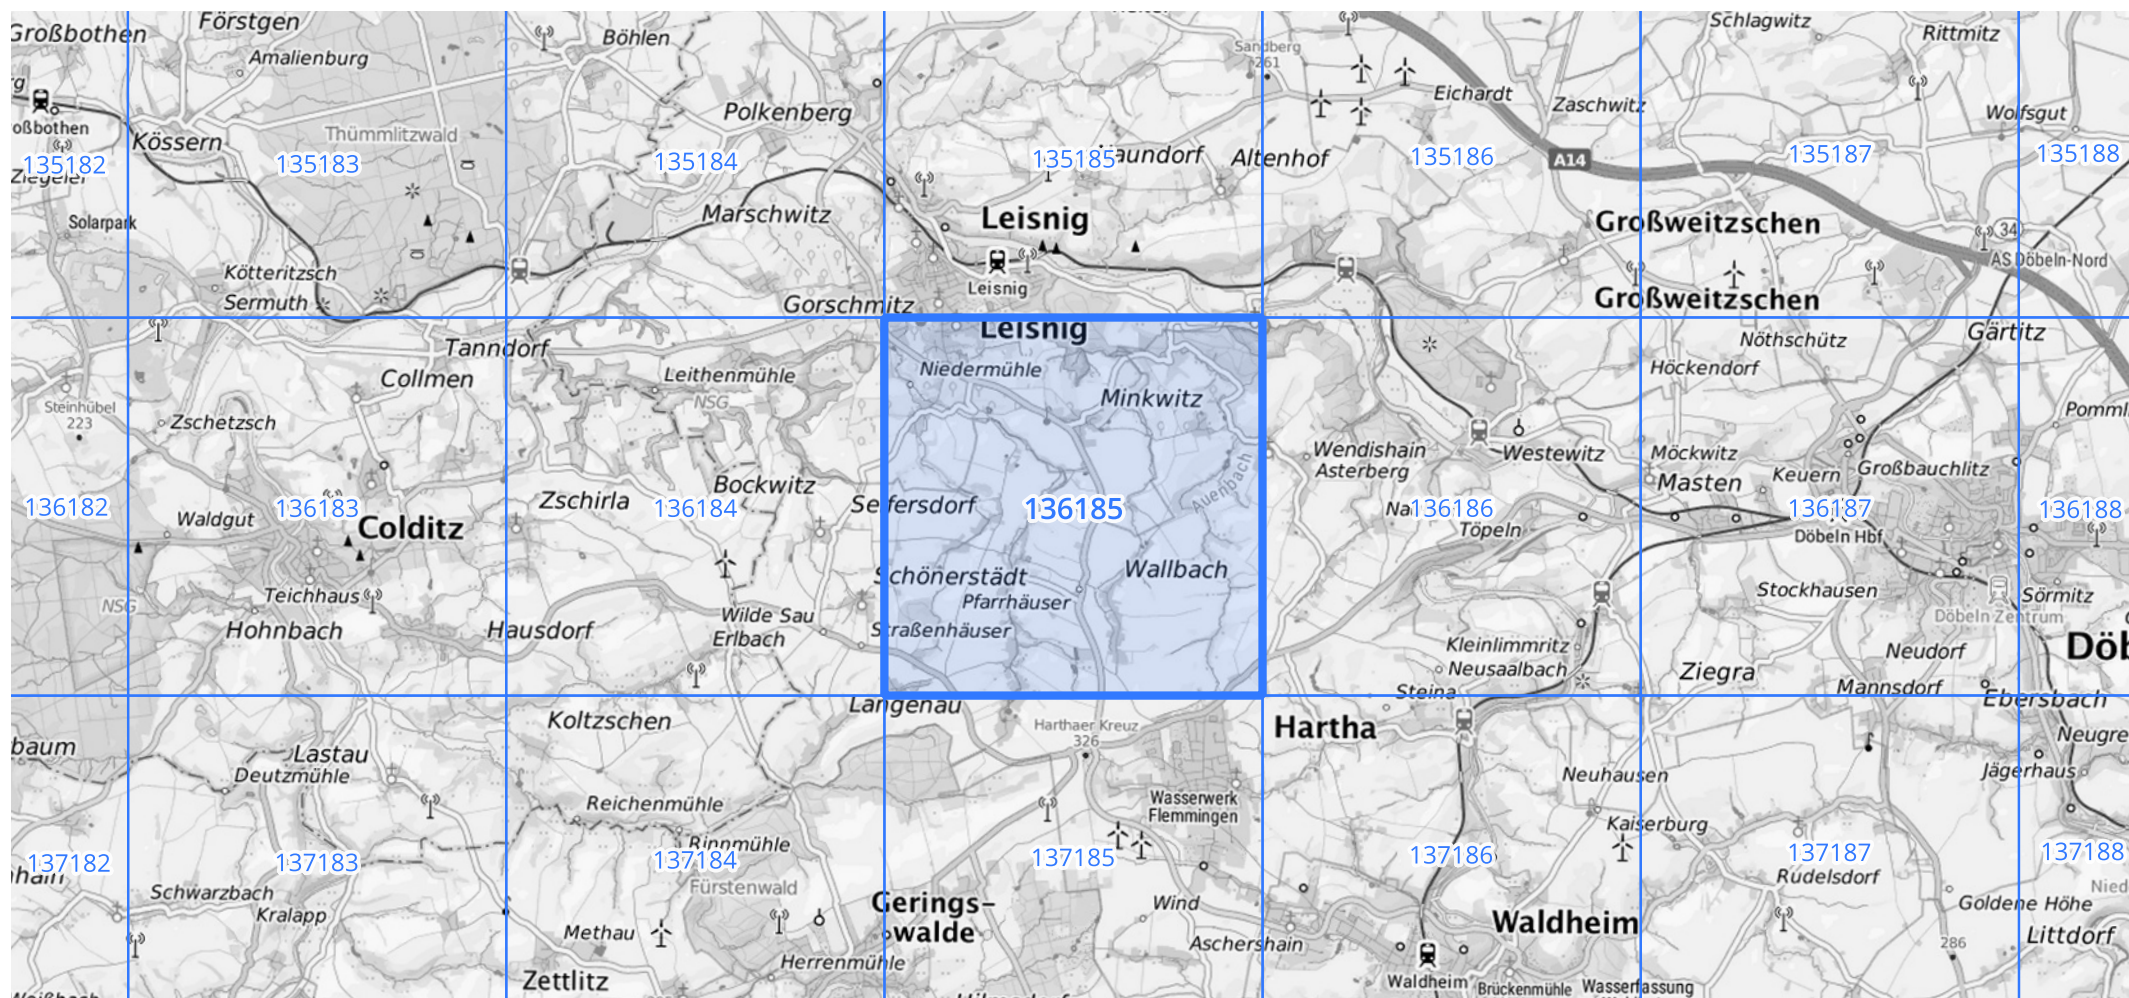 Großbothen
Förstgen
Amalienburg
Böhlen
Sandberg
261
Schlagwitz
Rittmitz
Eichardt
Zaschwitz
Wolfsgut
Polkenberg
Thümmlitzwald
Kössern
135182
135183
135184
135185
Altenhof
135186
A14
135187
135188
Solarpark
Marschwitz
Leisnig
Großweitzschen
34
AS Döbeln-Nord
Kötteritzsch
Sermuth
Leisnig
Gorschmitz
Großweitzschen
Tanndorf
Leisnig
Gärtitz
Nöthschütz
Höckendorf
Collmen
Leithenmühle
NSG
Niedermühle
Minkwitz
Steinhübel
223
Zschetzsch
Wendishain
Asterberg
Westewitz
Möckwitz
Masten
Keuern
Großbauchlitz
Auenbach
136182
136183
Zschirla
Bockwitz
136184
Seifersdorf
136185
136186
136187
136188
Waldgut
Colditz
Töpeln
Döbeln Hbf
NSG
Teichhaus
Hohnbach
Hausdorf
Wilde Sau
Erlbach
Schönerstädt
Pfarrhäuser
Straßenhäuser
Wallbach
Stockhausen
Sörmitz
Döbeln Zentrum
Kleinlimmritz
Neusaalbach
Steina
Ziegra
Neudorf
Mannsdorf
Ebersbach
Koltzschen
Langenau
Harthaer Kreuz
326
Hartha
Lastau
Deutzmühle
Neuhausen
Jägerhaus
Reichenmühle
Rinnmühle
Wasserwerk
Flemmingen
Kaiserburg
137182
137183
137184
137185
137186
137187
137188
Schwarzbach
Kralapp
Fürstenwald
Gerings-
walde
Wind
Rudelsdorf
Goldene Höhe
Methau
Aschershain
Waldheim
286
Littdorf
Zettlitz
Herrenmühle
Waldheim
Brückenmühle
Wasserfassung